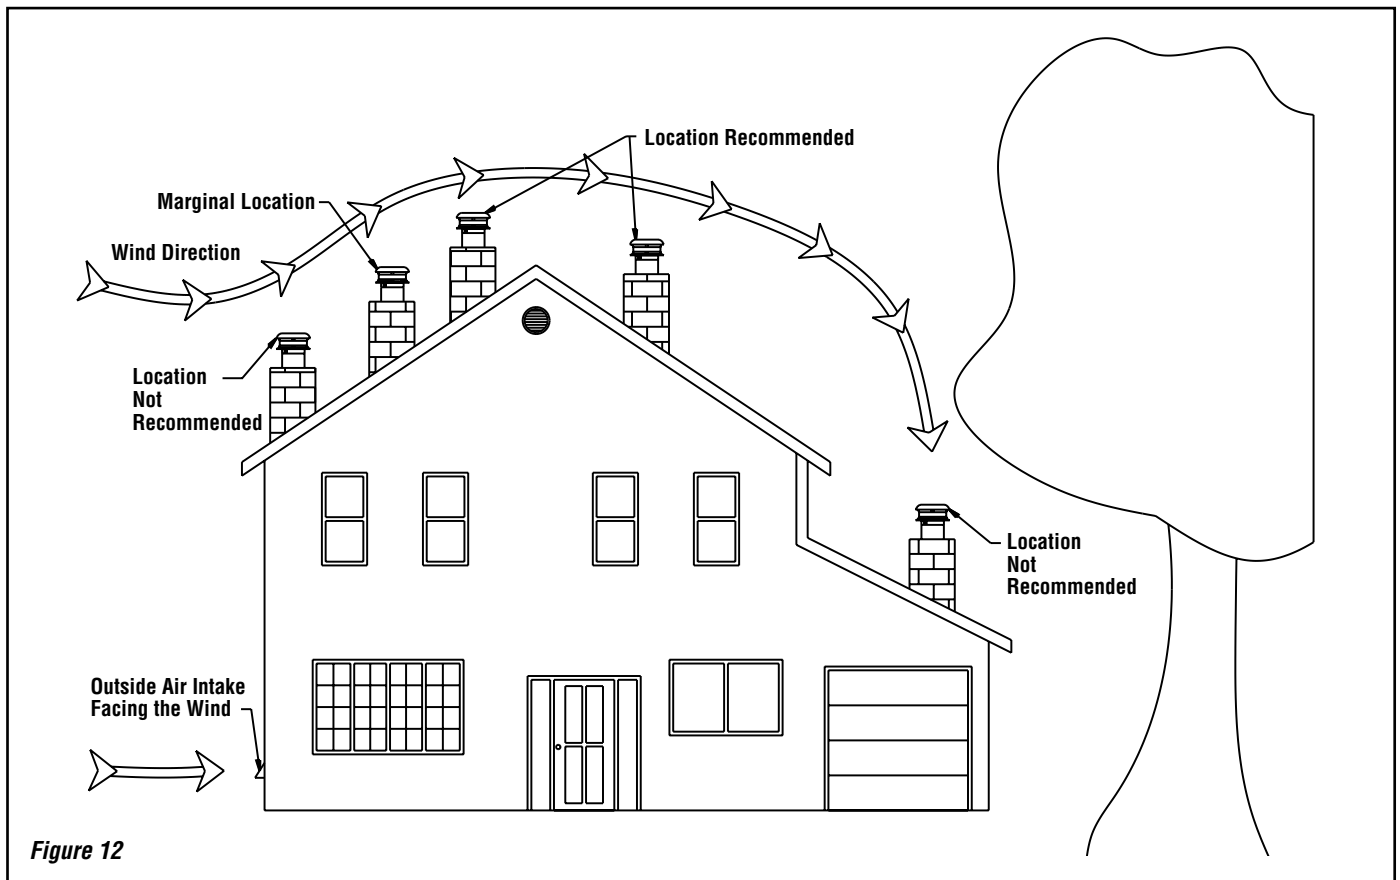 Location Recommended
Marginal Location
Wind Direction
Location
Not
Recommended
Location
Not
Recommended
Outside Air Intake
Facing the Wind
Figure 12